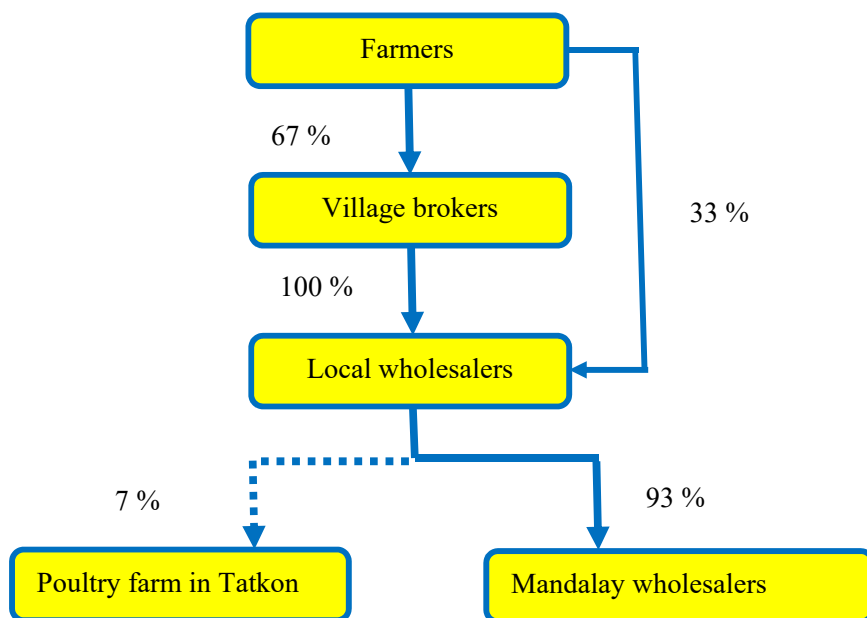 Farmers
67 %
Village brokers
33 %
100 %
Local wholesalers
7 %
93 %
Poultry farm in Tatkon
Mandalay wholesalers